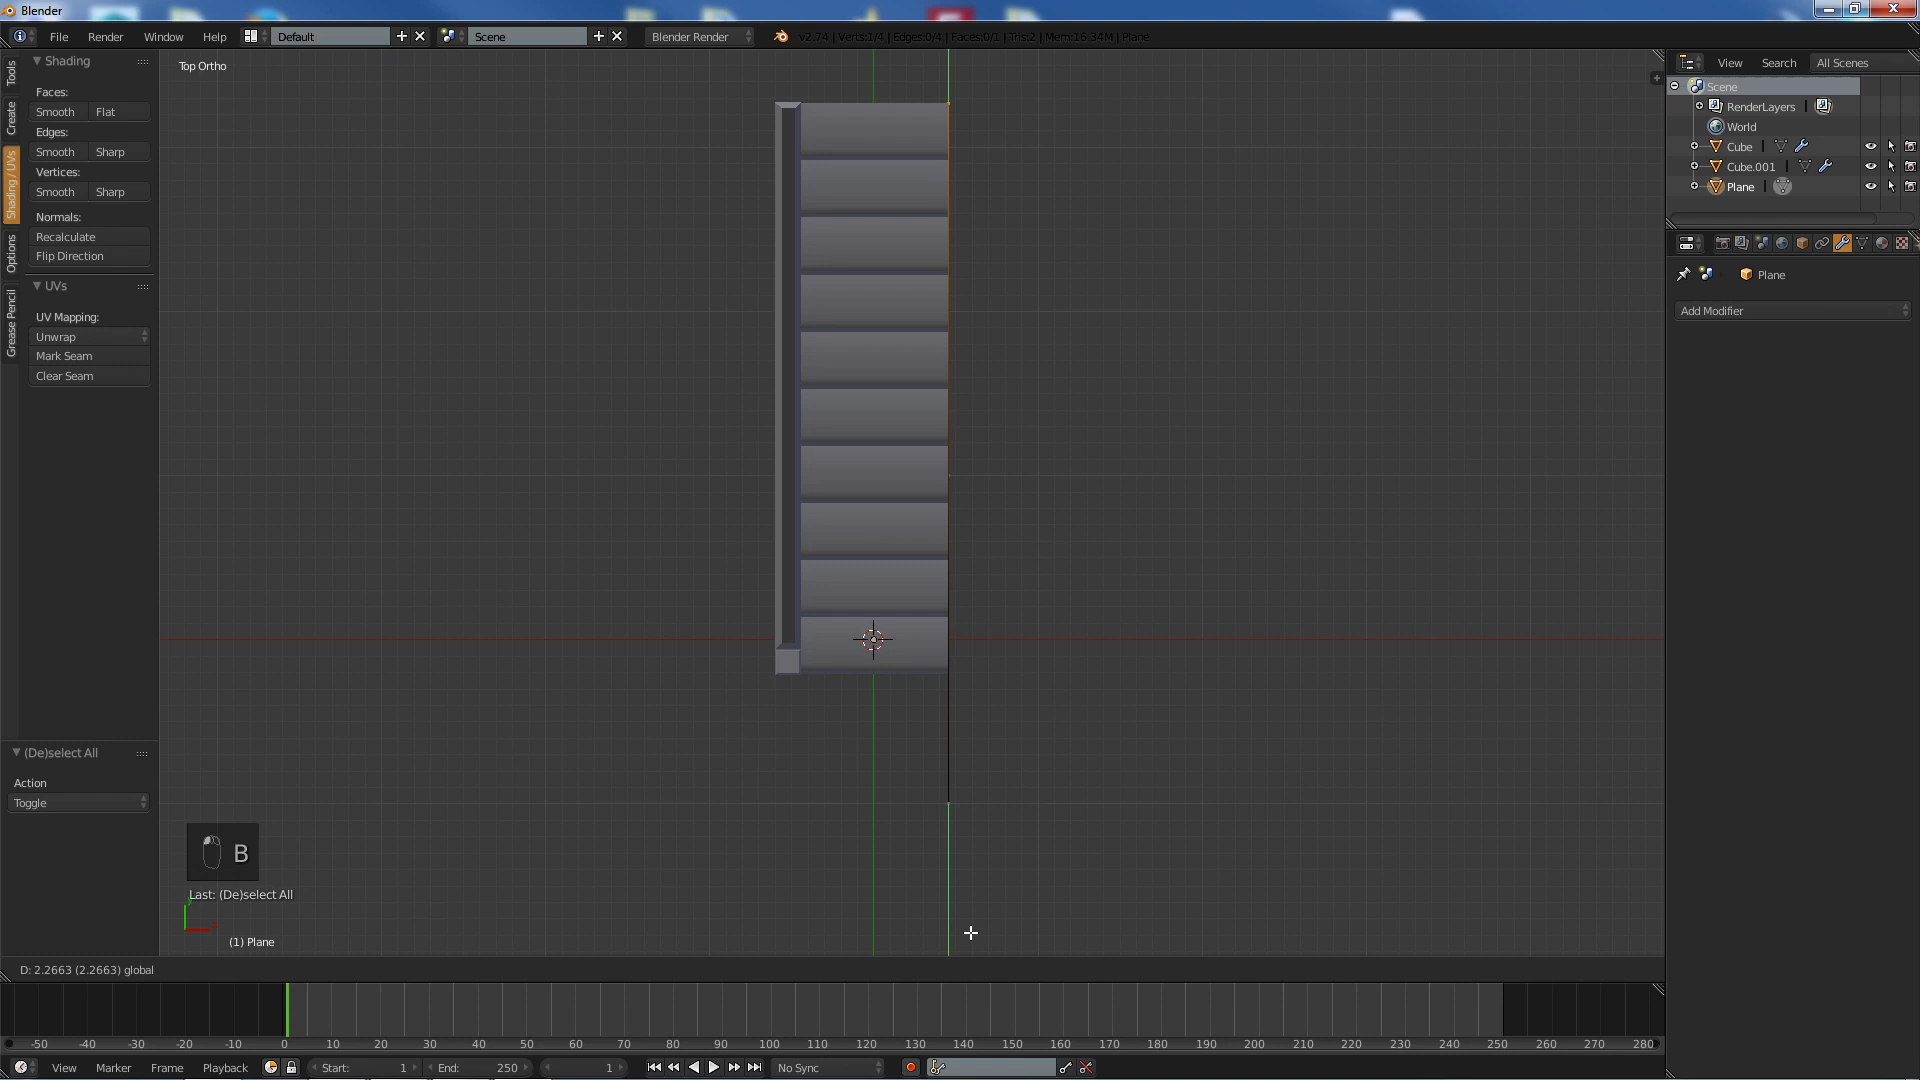 Blender
File Render Window Help Default Scene Blender Render v2.74 | Verts:1/4 | Edges:0/4 | Faces:0/1 | Tris:2 | Mem:16.34M | Plane
Tools
Create
Shading / UVs
Options
Grease Pencil
Shading
Faces:
Smooth Flat
Edges:
Smooth Sharp
Vertices:
Smooth Sharp
Normals:
Recalculate
Flip Direction
UVs
UV Mapping:
Unwrap
Mark Seam
Clear Seam
(De)select All
Action
Toggle
Top Ortho
B
Last: (De)select All
(1) Plane
D: 2.2663 (2.2663) global
View Search All Scenes
Scene
RenderLayers |
World
Cube |
Cube.001 |
Plane |
Plane
Add Modifier
-50 -40 -30 -20 -10 0 10 20 30 40 50 60 70 80 90 100 110 120 130 140 150 160 170 180 190 200 210 220 230 240 250 260 270 280
View Marker Frame Playback Start: 1 End: 250 1 No Sync